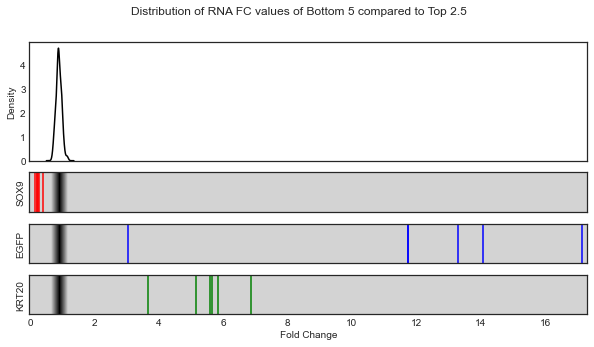 Distribution of RNA FC values of Bottom 5 compared to Top 2.5
4
3
2
1
0
Density
SOX9
EGFP
KRT20
0 2 4 6 8 10 12 14 16
Fold Change